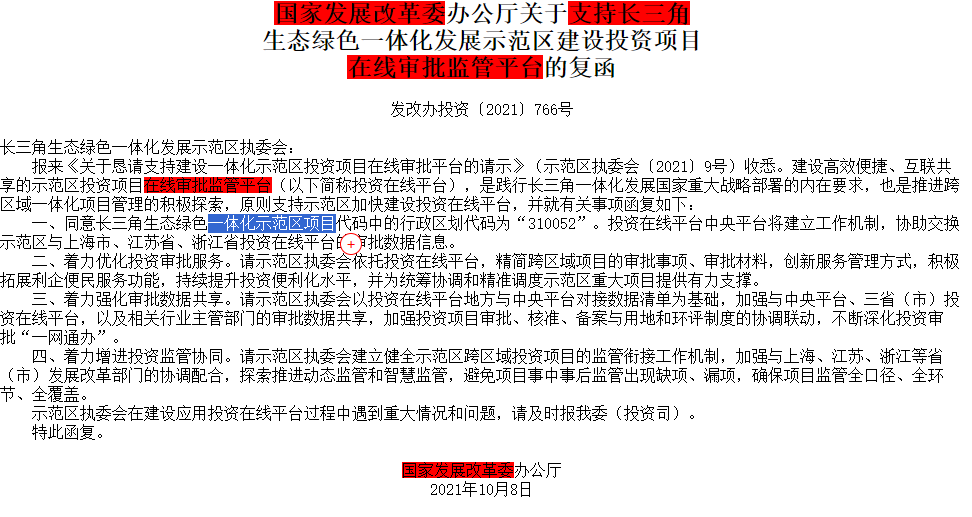 国家发展改革委办公厅关于支持长三角
生态绿色一体化发展示范区建设投资项目
在线审批监管平台的复函
发改办投资〔2021〕766号
长三角生态绿色一体化发展示范区执委会：
报来《关于恳请支持建设一体化示范区投资项目在线审批平台的请示》（示范区执委会〔2021〕9号）收悉。建设高效便捷、互联共
享的示范区投资项目在线审批监管平台（以下简称投资在线平台），是践行长三角一体化发展国家重大战略部署的内在要求，也是推进跨
区域一体化项目管理的积极探索，原则支持示范区加快建设投资在线平台，并就有关事项函复如下：
一、同意长三角生态绿色一体化示范区项目代码中的行政区划代码为“310052”。投资在线平台中央平台将建立工作机制，协助交换
示范区与上海市、江苏省、浙江省投资在线平台的审批数据信息。
二、着力优化投资审批服务。请示范区执委会依托投资在线平台，精简跨区域项目的审批事项、审批材料，创新服务管理方式，积极
拓展利企便民服务功能，持续提升投资便利化水平，并为统筹协调和精准调度示范区重大项目提供有力支撑。
三、着力强化审批数据共享。请示范区执委会以投资在线平台地方与中央平台对接数据清单为基础，加强与中央平台、三省（市）投
资在线平台，以及相关行业主管部门的审批数据共享，加强投资项目审批、核准、备案与用地和环评制度的协调联动，不断深化投资审
批“一网通办”。
四、着力增进投资监管协同。请示范区执委会建立健全示范区跨区域投资项目的监管衔接工作机制，加强与上海、江苏、浙江等省
（市）发展改革部门的协调配合，探索推进动态监管和智慧监管，避免项目事中事后监管出现缺项、漏项，确保项目监管全口径、全环
节、全覆盖。
示范区执委会在建设应用投资在线平台过程中遇到重大情况和问题，请及时报我委（投资司）。
特此函复。
国家发展改革委办公厅
2021年10月8日